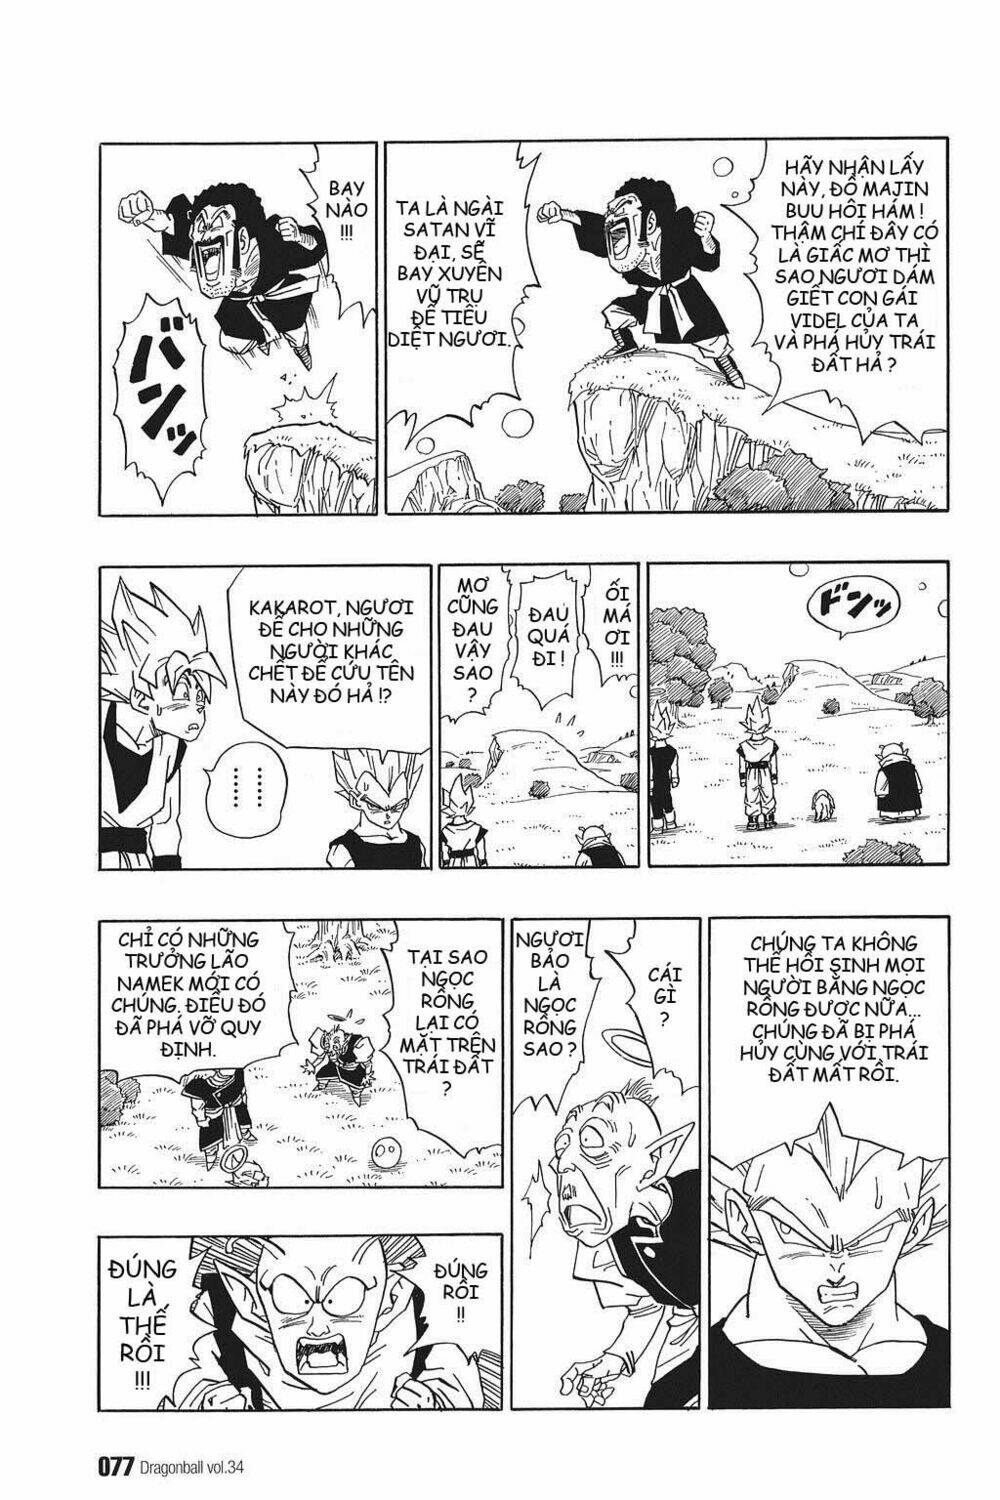 HÃY NHẬN LẤY
NÀY, ĐỒ MAJIN
BUU HÔI HÁM !
THẬM CHÍ ĐÂY CÓ
LÀ GIẤC MƠ THÌ
SAO NGƯƠI DÁM
GIẾT CON GÁI
VIDEL CỦA TA
VÀ PHÁ HỦY TRÁI
ĐẤT HẢ ?
TA LÀ NGÀI
SATAN VĨ
ĐẠI, SẼ
BAY XUYÊN
VŨ TRỤ
ĐỂ TIÊU
DIỆT NGƯƠI.
BAY
NÀO
!!!
バンッ
ドンッ
ỐI
MÁ
ƠI
!!!
ĐAU
QUÁ
ĐI !
MƠ
CŨNG
ĐAU
VẬY
SAO
?
KAKAROT, NGƯƠI
ĐỂ CHO NHỮNG
NGƯỜI KHÁC
CHẾT ĐỂ CỨU TÊN
NÀY ĐÓ HẢ !?
......
......
CHÚNG TA KHÔNG
THỂ HỒI SINH MỌI
NGƯỜI BẰNG NGỌC
RỒNG ĐƯỢC NỮA...
CHÚNG ĐÃ BỊ PHÁ
HỦY CÙNG VỚI TRÁI
ĐẤT MẤT RỒI.
CÁI
GÌ
?
NGƯƠI
BẢO
LÀ
NGỌC
RỒNG
SAO ?
TẠI SAO
NGỌC
RỒNG
LẠI CÓ
MẶT TRÊN
TRÁI ĐẤT
?
CHỈ CÓ NHỮNG
TRƯỞNG LÃO
NAMEK MỚI CÓ
CHÚNG, ĐIỀU ĐÓ
ĐÃ PHÁ VỠ QUY
ĐỊNH.
ĐÚNG
RỒI
!!
ĐÚNG
LÀ
THẾ
RỒI
!!!
077 Dragonball vol.34